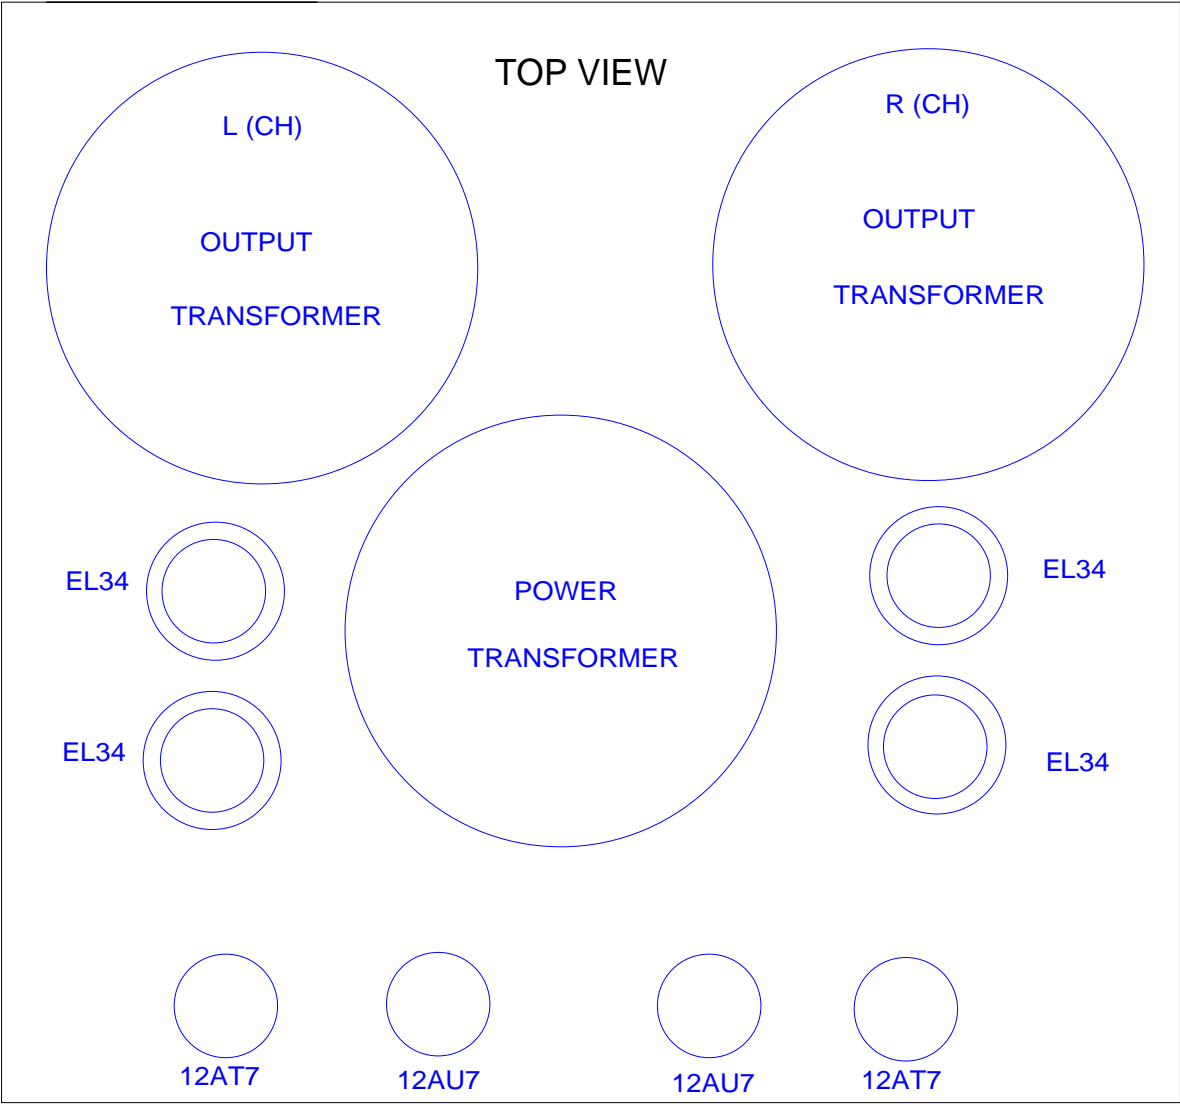 TOP VIEW
L (CH)
OUTPUT
TRANSFORMER
R (CH)
OUTPUT
TRANSFORMER
EL34
EL34
POWER
TRANSFORMER
EL34
EL34
12AT7
12AU7
12AU7
12AT7